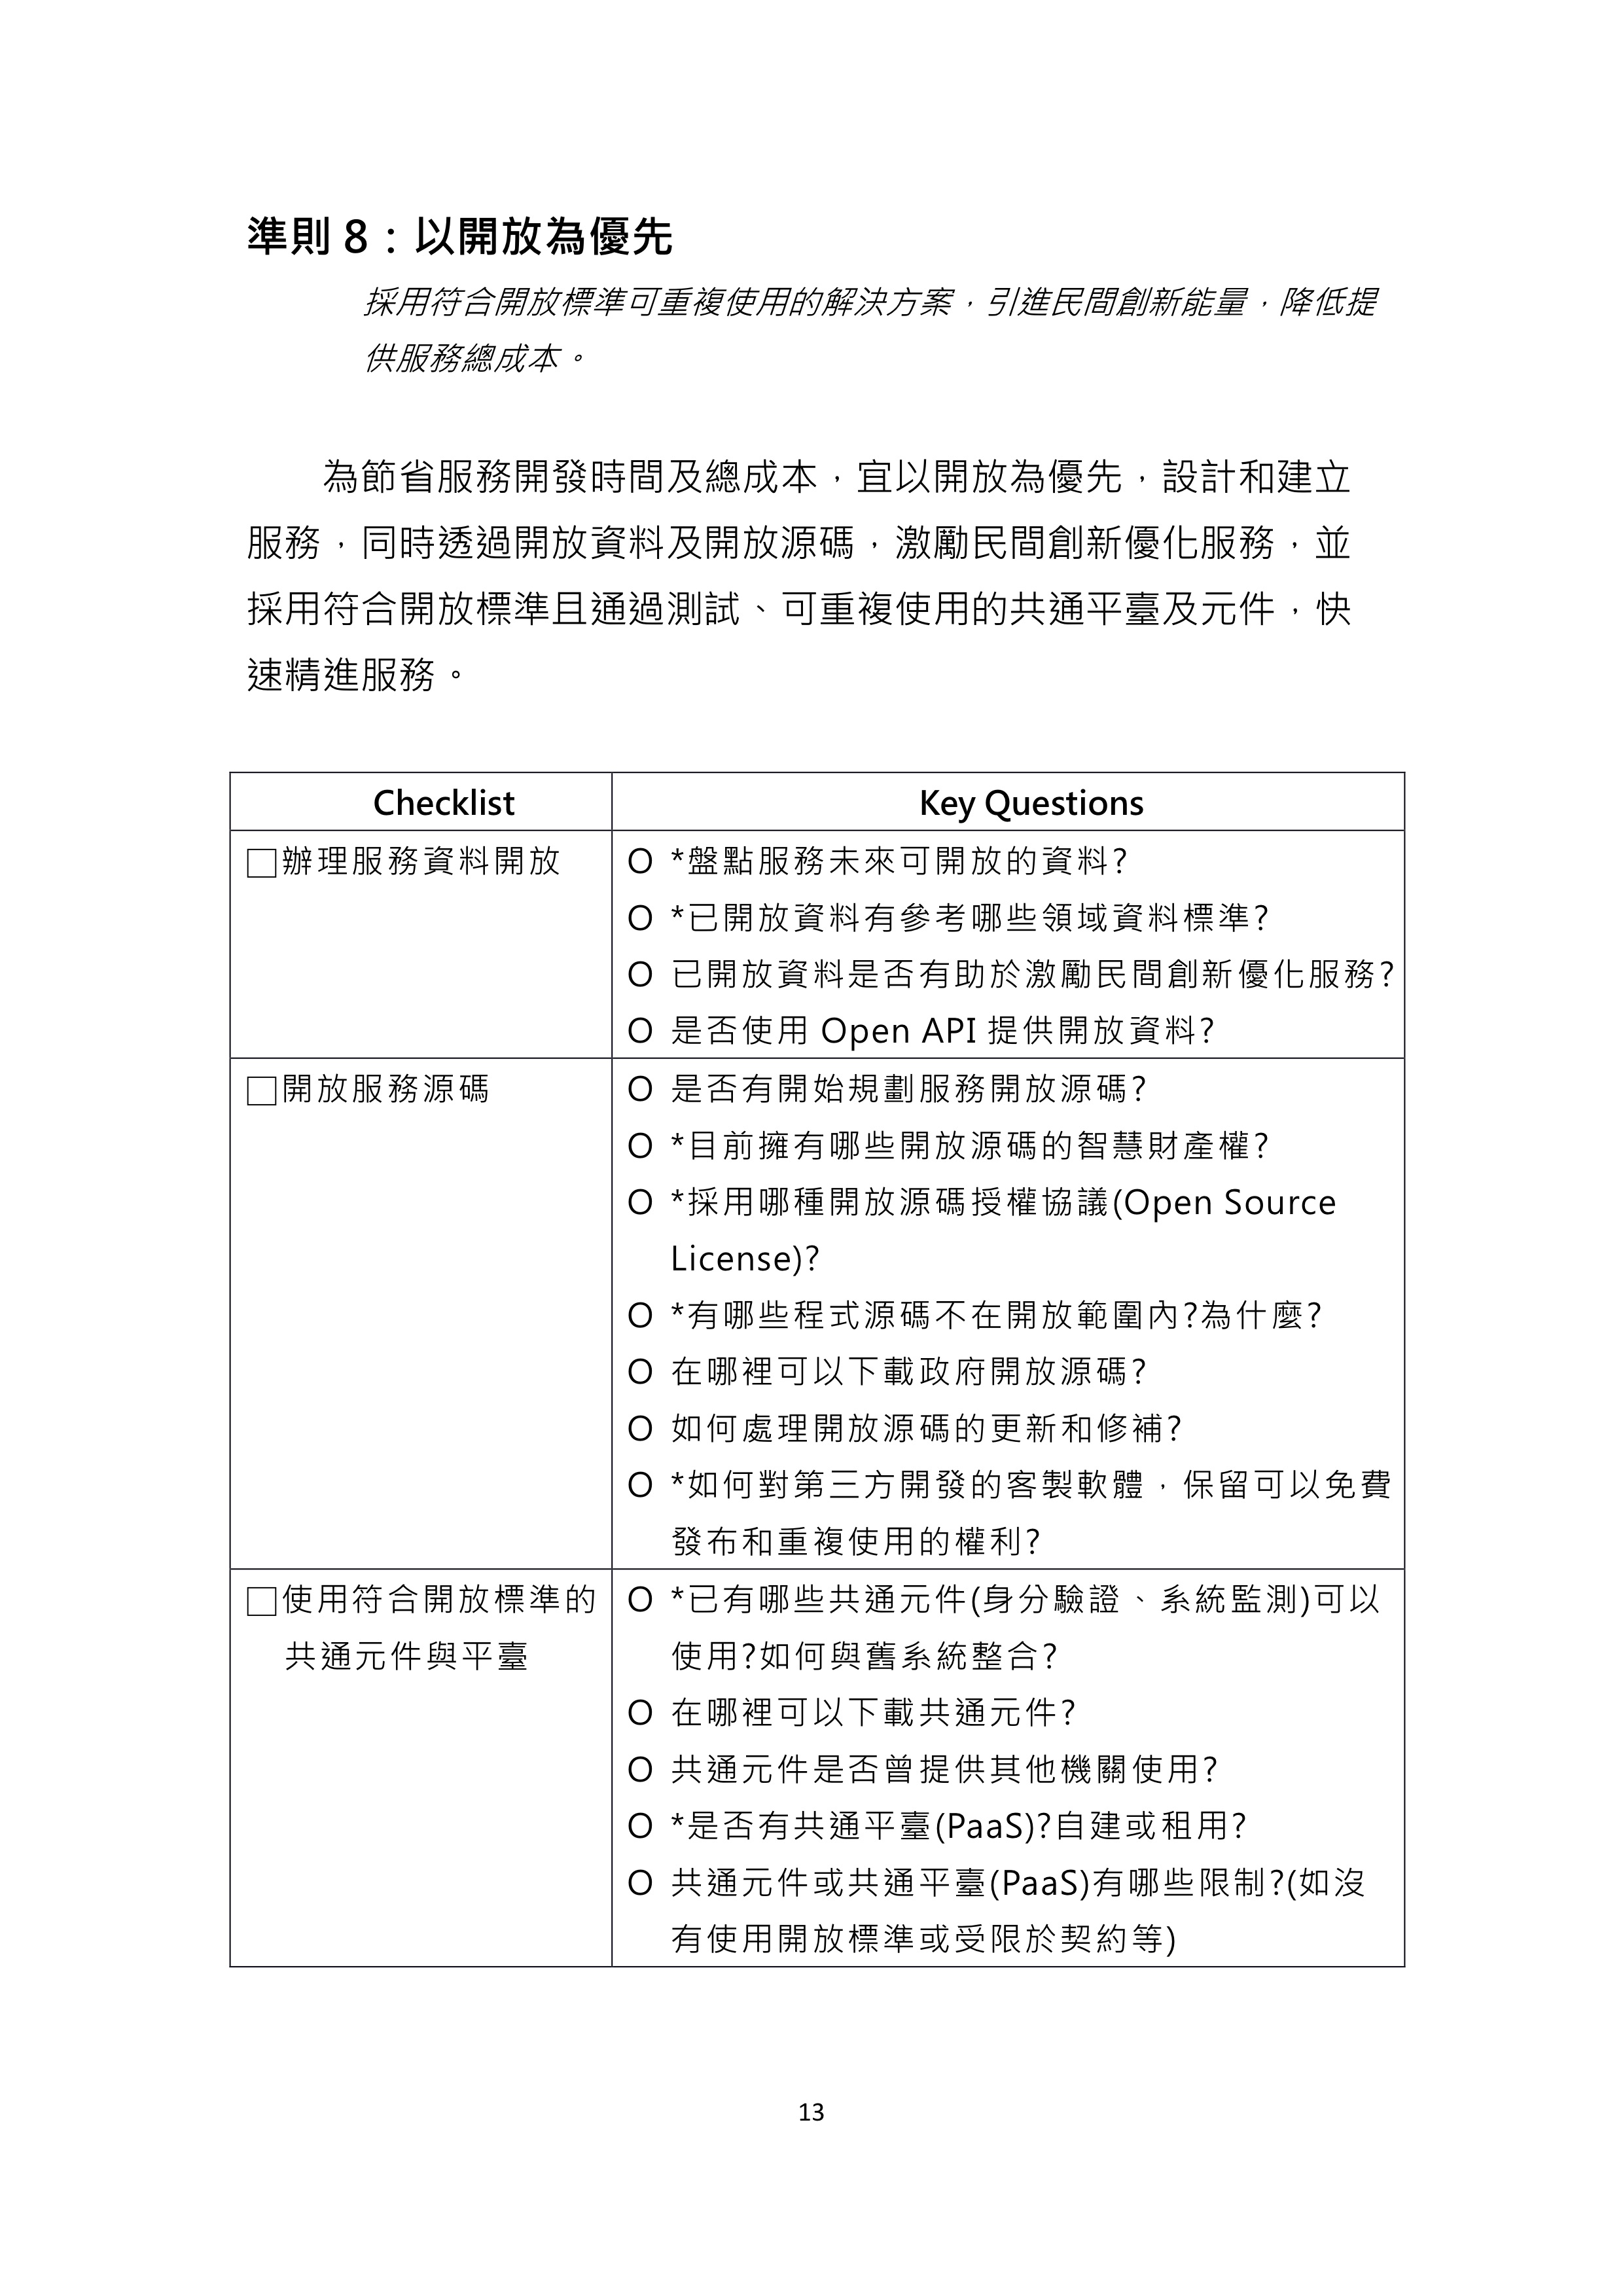 準則 8：以開放為優先
採用符合開放標準可重複使用的解決方案，引進民間創新能量，降低提
供服務總成本。
為節省服務開發時間及總成本，宜以開放為優先，設計和建立
服務，同時透過開放資料及開放源碼，激勵民間創新優化服務，並
採用符合開放標準且通過測試、可重複使用的共通平臺及元件，快
速精進服務。
Checklist
Key Questions
□辦理服務資料開放
O *盤點服務未來可開放的資料?
O *已開放資料有參考哪些領域資料標準?
O 已開放資料是否有助於激勵民間創新優化服務?
O 是否使用 Open API 提供開放資料?
□開放服務源碼
O 是否有開始規劃服務開放源碼?
O *目前擁有哪些開放源碼的智慧財產權?
O *採用哪種開放源碼授權協議(Open Source
License)?
O *有哪些程式源碼不在開放範圍內?為什麼?
O 在哪裡可以下載政府開放源碼?
O 如何處理開放源碼的更新和修補?
O *如何對第三方開發的客製軟體，保留可以免費
發布和重複使用的權利?
□使用符合開放標準的
共通元件與平臺
O *已有哪些共通元件(身分驗證、系統監測)可以
使用?如何與舊系統整合?
O 在哪裡可以下載共通元件?
O 共通元件是否曾提供其他機關使用?
O *是否有共通平臺(PaaS)?自建或租用?
O 共通元件或共通平臺(PaaS)有哪些限制?(如沒
有使用開放標準或受限於契約等)
13